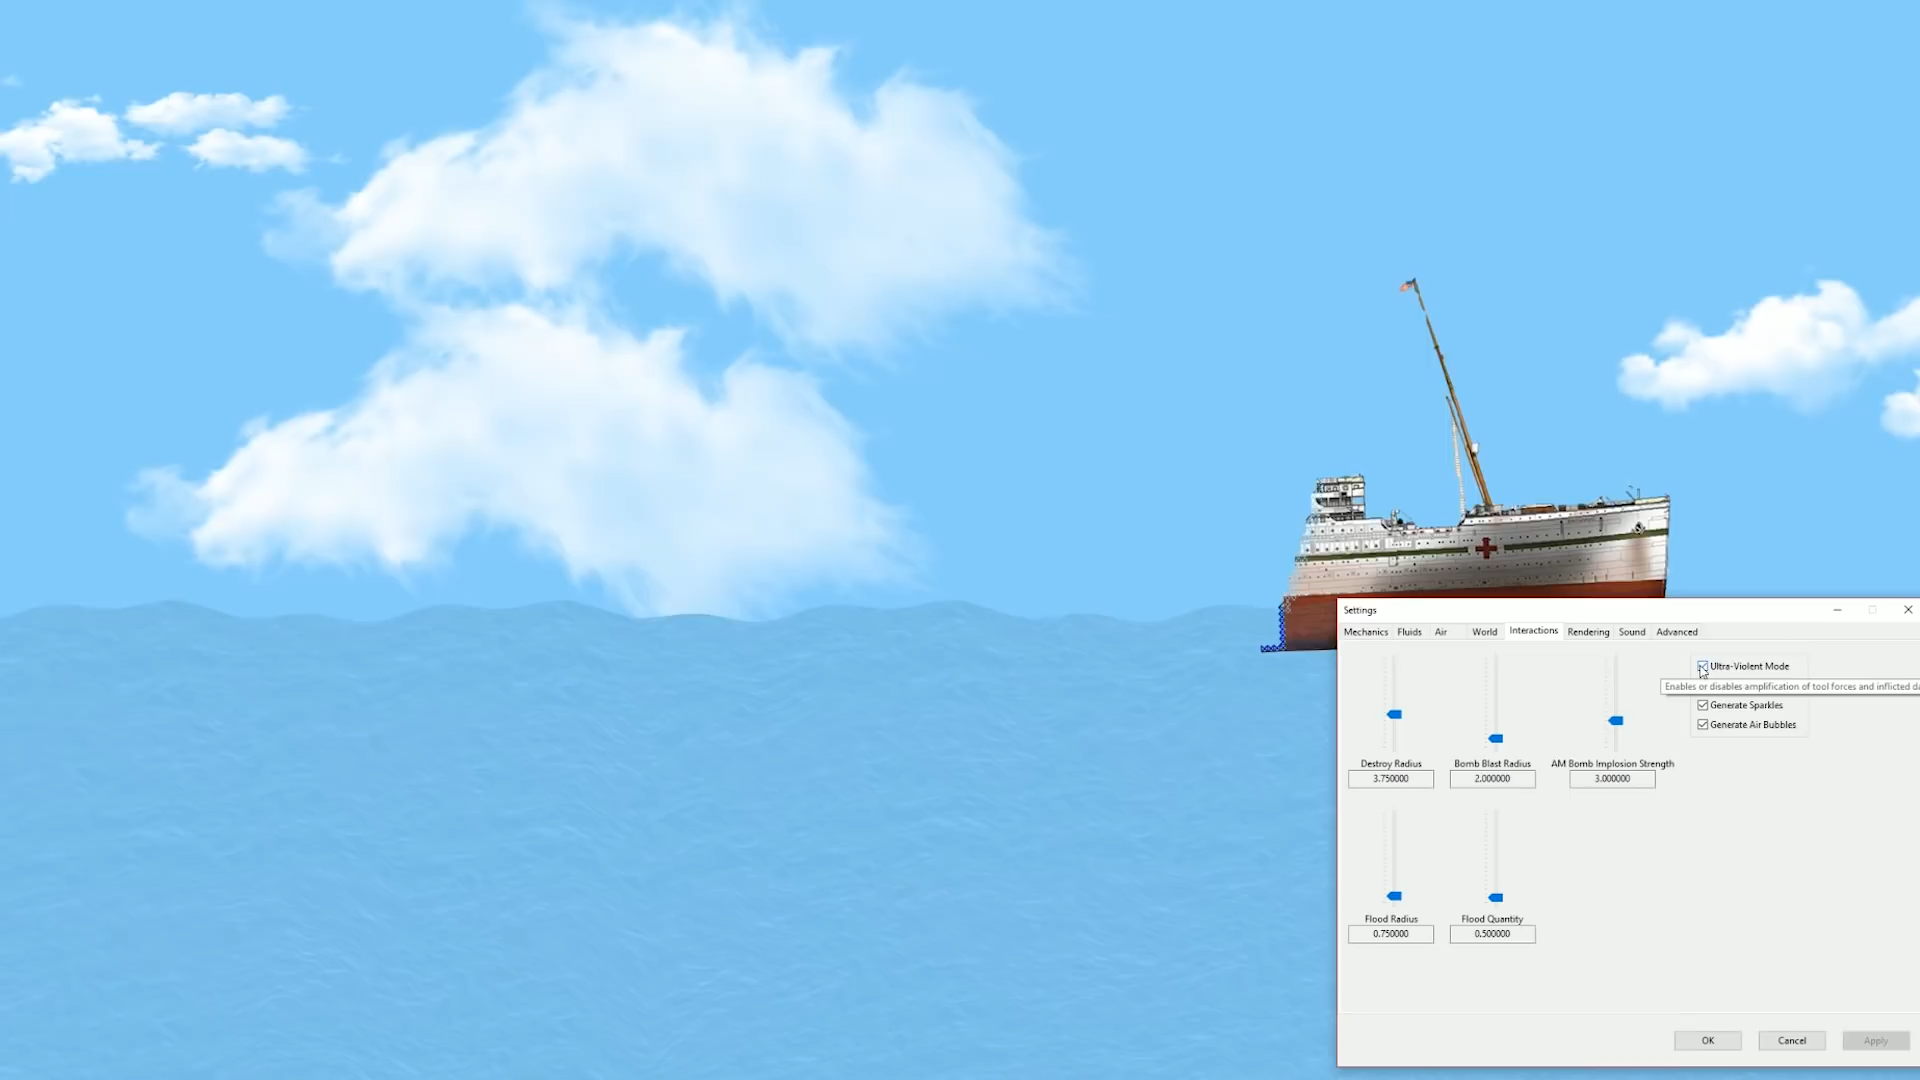 Settings
Mechanics Fluids Air World Interactions Rendering Sound Advanced
Ultra-Violent Mode
Enables or disables amplification of tool forces and inflicted da
Generate Sparkles
Generate Air Bubbles
Destroy Radius Bomb Blast Radius AM Bomb Implosion Strength
3.750000 2.000000 3.000000
Flood Radius Flood Quantity
0.750000 0.500000
OK Cancel Apply